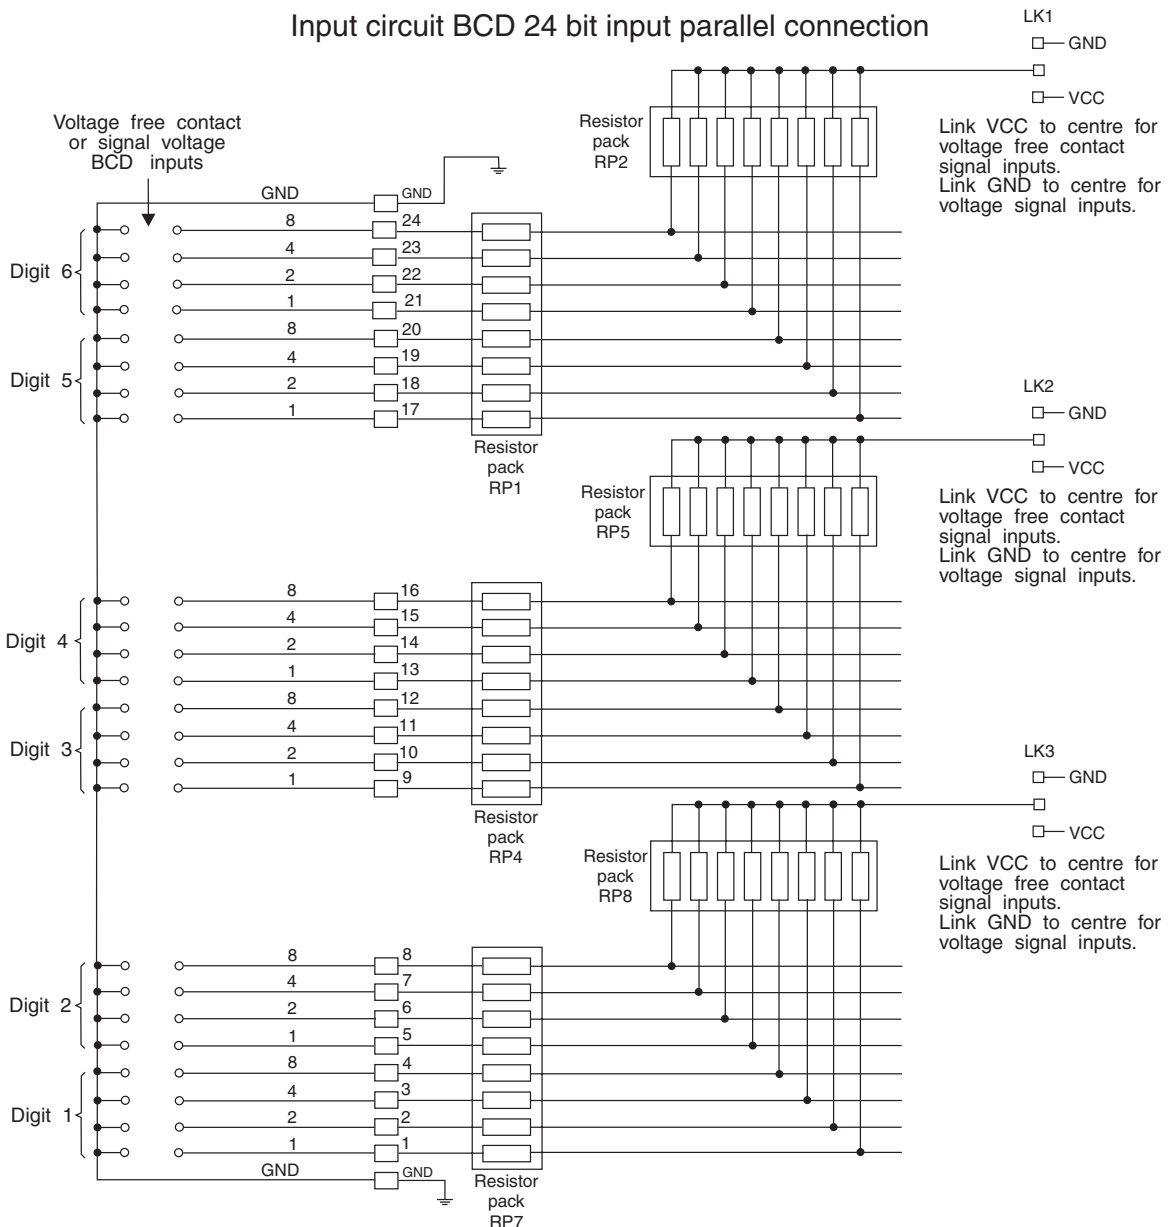 Input circuit BCD 24 bit input parallel connection
LK1
GND
VCC
Link VCC to centre for
voltage free contact
signal inputs.
Link GND to centre for
voltage signal inputs.
Resistor
pack
RP2
Voltage free contact
or signal voltage
BCD inputs
GND GND
8 24
4 23
2 22
1 21
Digit 6
8 20
4 19
2 18
1 17
Digit 5
Resistor
pack
RP1
LK2
GND
VCC
Link VCC to centre for
voltage free contact
signal inputs.
Link GND to centre for
voltage signal inputs.
Resistor
pack
RP5
8 16
4 15
2 14
1 13
Digit 4
8 12
4 11
2 10
1 9
Digit 3
Resistor
pack
RP4
LK3
GND
VCC
Link VCC to centre for
voltage free contact
signal inputs.
Link GND to centre for
voltage signal inputs.
Resistor
pack
RP8
8 8
4 7
2 6
1 5
Digit 2
8 4
4 3
2 2
1 1
Digit 1
GND GND
Resistor
pack
RP7